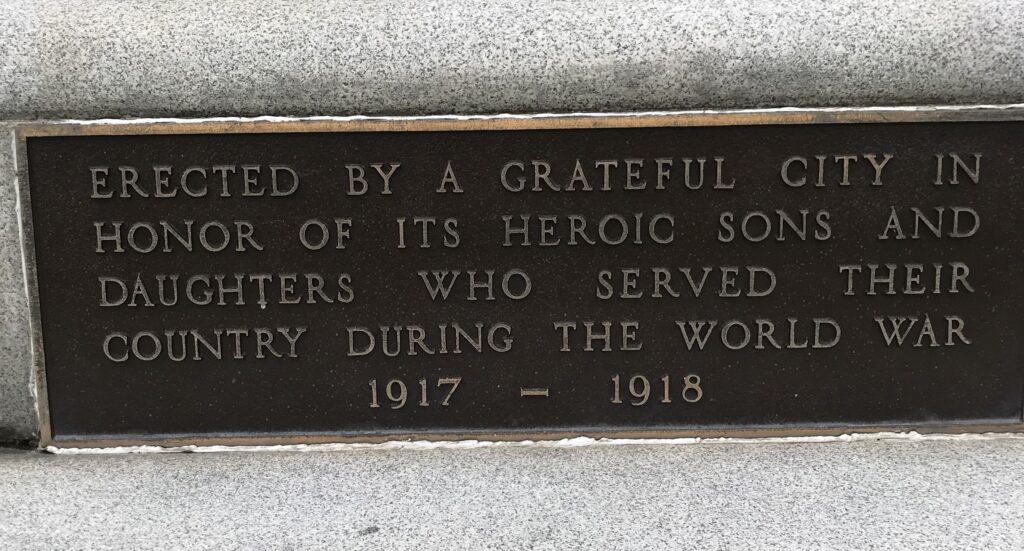 ERECTED BY A GRATEFUL CITY IN
HONOR OF ITS HEROIC SONS AND
DAUGHTERS WHO SERVED THEIR
COUNTRY DURING THE WORLD WAR
1917 – 1918